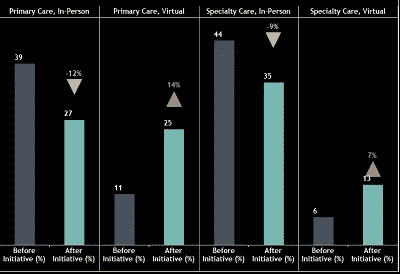 Primary Care, In-Person
Primary Care, Virtual
Specialty Care, In-Person
Specialty Care, Virtual
39
-12%
27
11
14%
25
44
-9%
35
6
7%
13
Before
Initiative (%)
After
Initiative (%)
Before
Initiative (%)
After
Initiative (%)
Before
Initiative (%)
After
Initiative (%)
Before
Initiative (%)
After
Initiative (%)